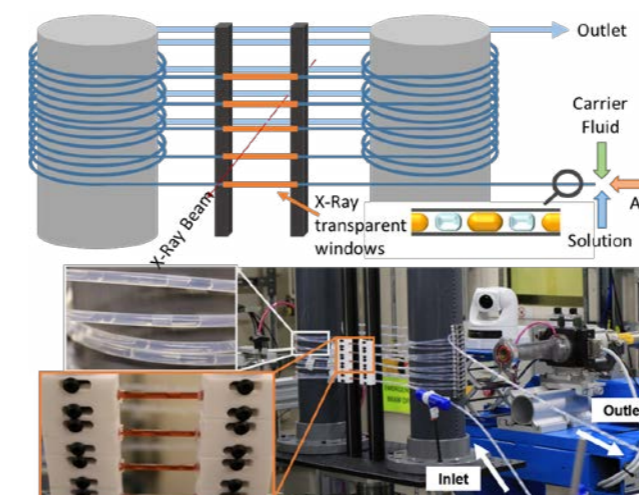 Outlet
Carrier
Fluid
A
Solution
X-Ray Beam
X-Ray
transparent
windows
Outle
Inlet